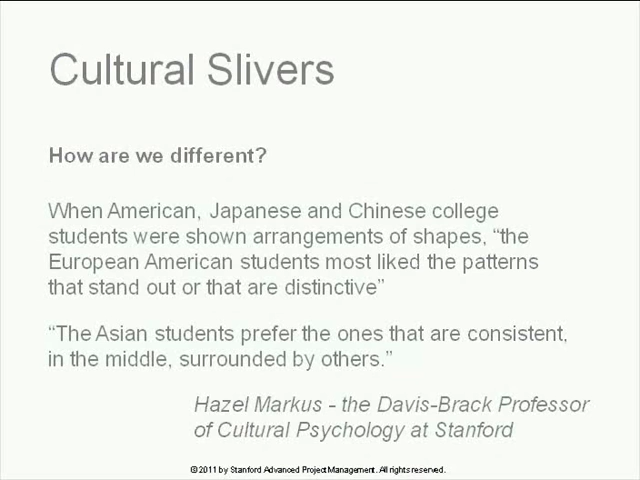 Cultural Slivers
How are we different?
When American, Japanese and Chinese college
students were shown arrangements of shapes, “the
European American students most liked the patterns
that stand out or that are distinctive”
“The Asian students prefer the ones that are consistent,
in the middle, surrounded by others.”
Hazel Markus - the Davis-Brack Professor
of Cultural Psychology at Stanford
© 2011 by Stanford Advanced Project Management. All rights reserved.